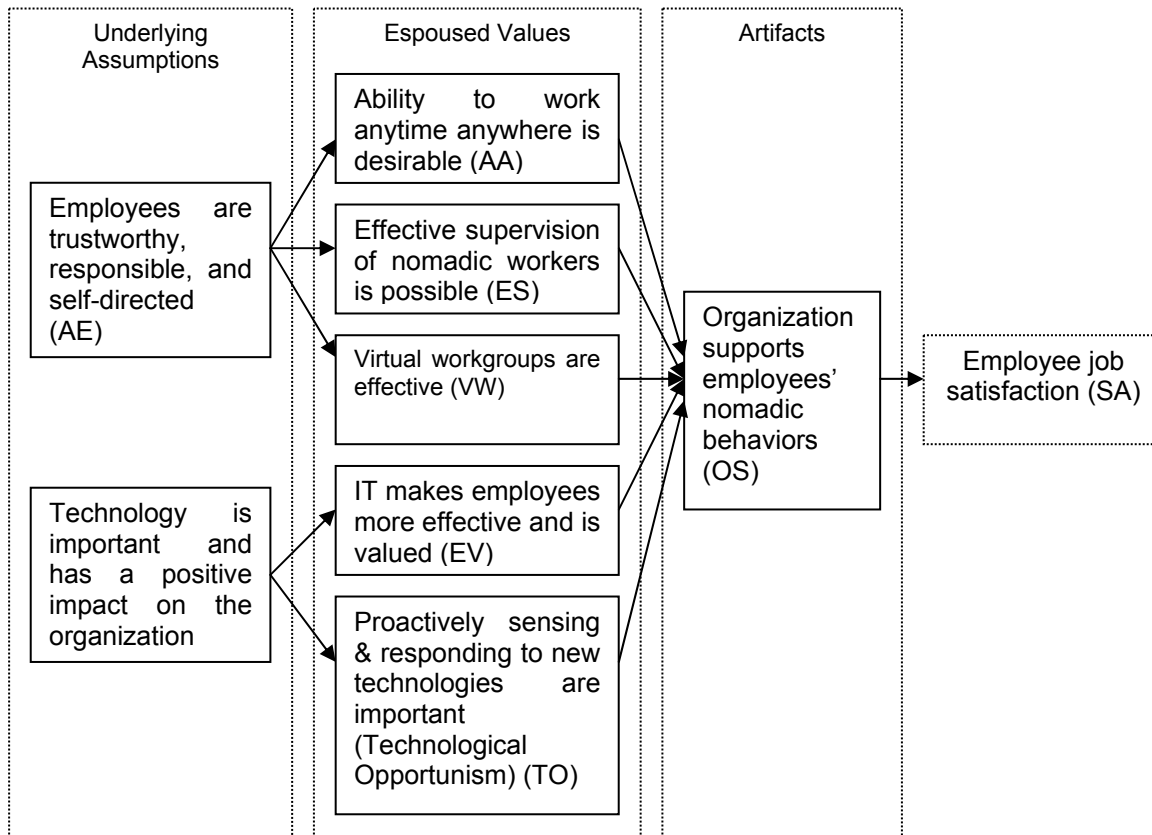 Underlying
Assumptions
Employees are
trustworthy,
responsible, and
self-directed
(AE)
Technology is
important and
has a positive
impact on the
organization
Espoused Values
Ability to work
anytime anywhere is
desirable (AA)
Effective supervision
of nomadic workers
is possible (ES)
Virtual workgroups are
effective (VW)
IT makes employees
more effective and is
valued (EV)
Proactively sensing
& responding to new
technologies are
important
(Technological
Opportunism) (TO)
Artifacts
Organization
supports
employees’
nomadic
behaviors
(OS)
Employee job
satisfaction (SA)